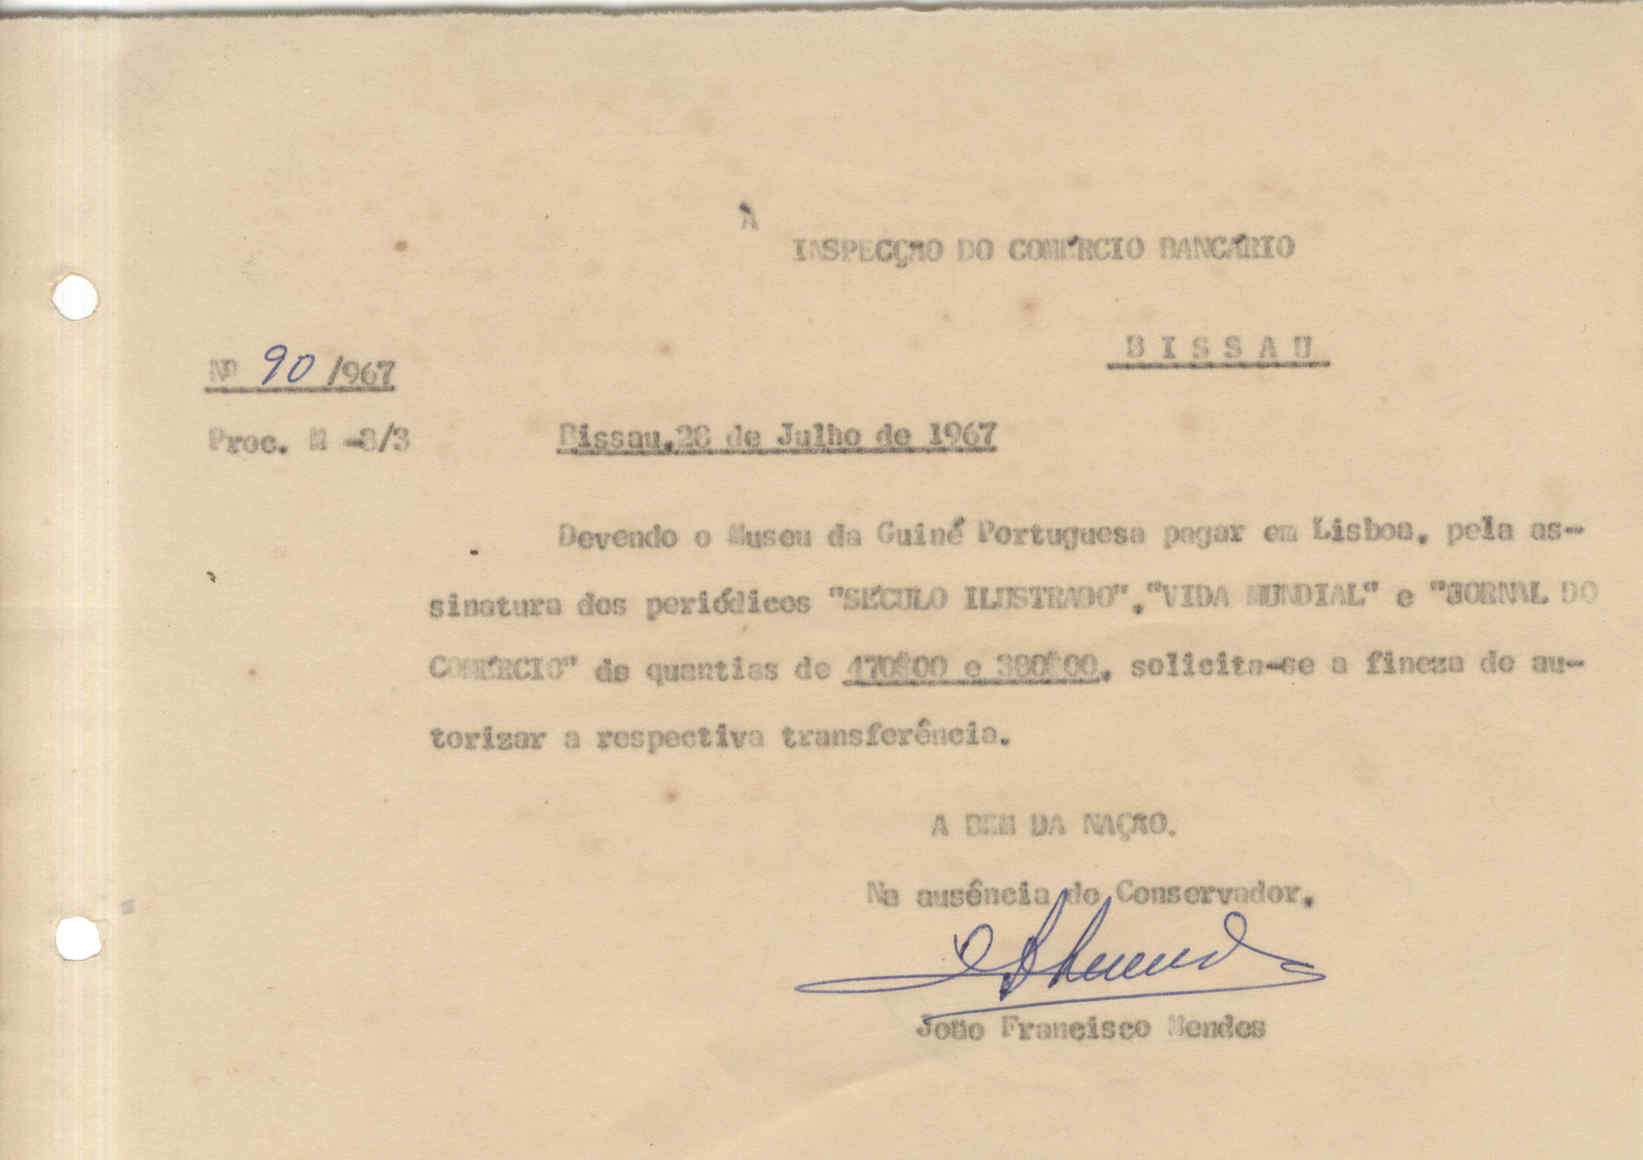 À
INSPECÇÃO DO COMÉRCIO BANCÁRIO
BISSAU
Nº 90/967
Proc. M -3/3
Bissau, 28 de Julho de 1967
Devendo o Museu da Guiné Portuguesa pagar em Lisboa, pela as-
sinatura dos periódicos "SÉCULO ILUSTRADO", "VIDA MUNDIAL" e "JORNAL DO
COMÉRCIO" de quantias de 470$00 e 380$00, solicita-se a fineza de au-
torizar a respectiva transferência.
A BEM DA NAÇÃO.
Na ausência do Conservador,
João Francisco Mendes